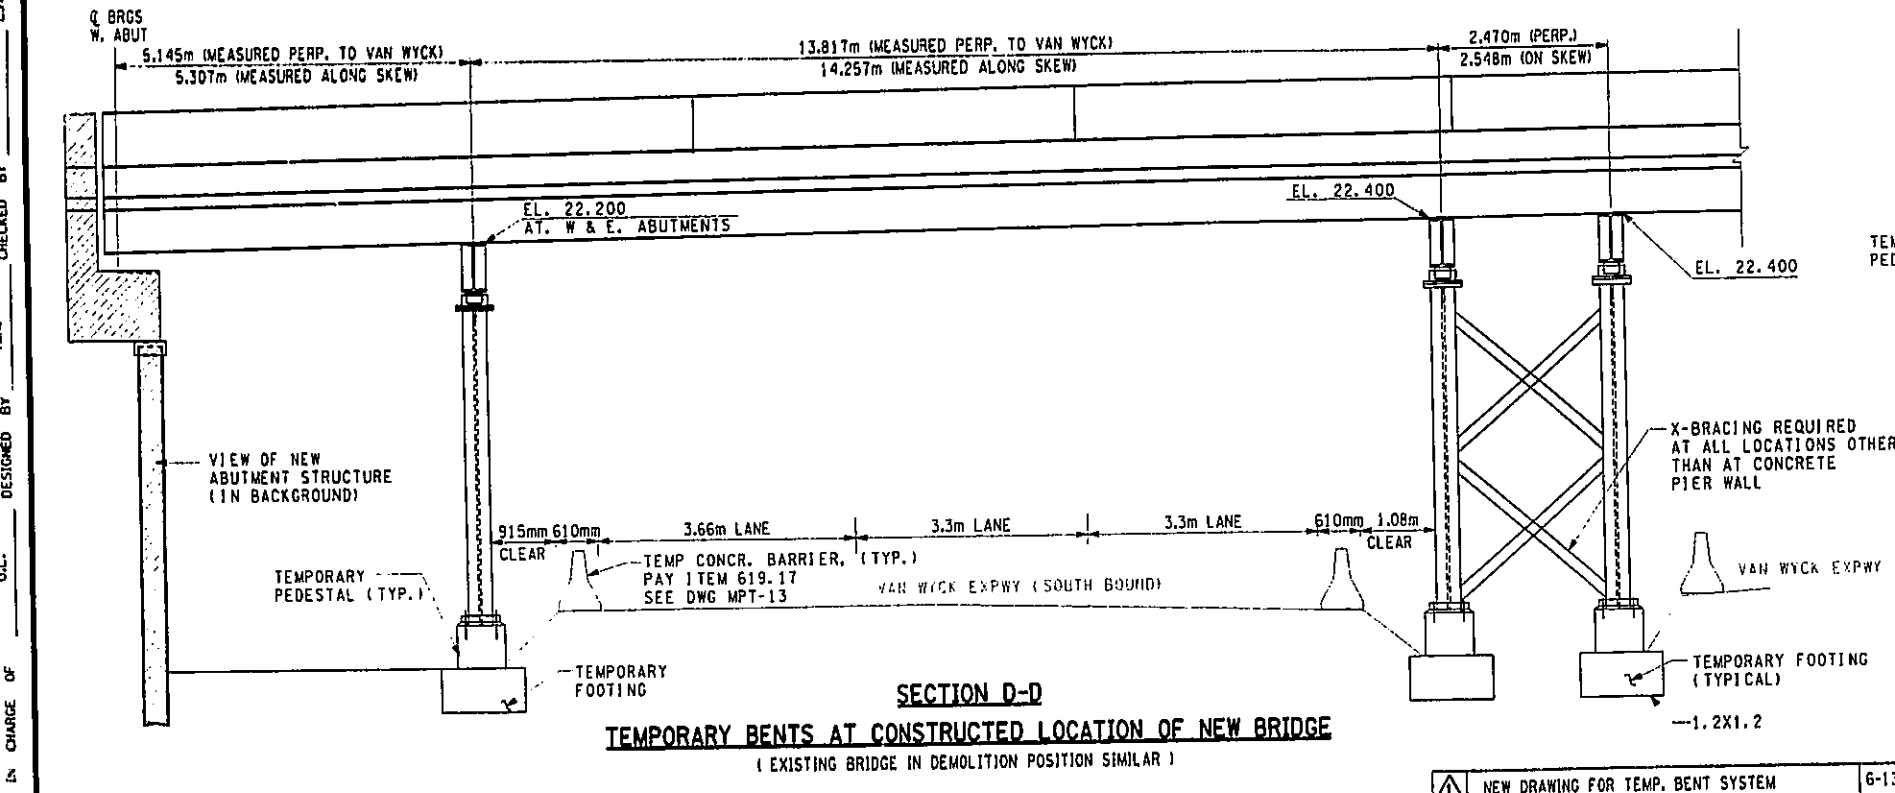 ℄ BRGS
W. ABUT
5.145m (MEASURED PERP. TO VAN WYCK)
5.307m (MEASURED ALONG SKEW)
13.817m (MEASURED PERP. TO VAN WYCK)
14.257m (MEASURED ALONG SKEW)
2.470m (PERP.)
2.548m (ON SKEW)
EL. 22.200
AT. W & E. ABUTMENTS
EL. 22.400
EL. 22.400
VIEW OF NEW
ABUTMENT STRUCTURE
(IN BACKGROUND)
X-BRACING REQUIRED
AT ALL LOCATIONS OTHER
THAN AT CONCRETE
PIER WALL
915mm
CLEAR
610mm
3.66m LANE
3.3m LANE
3.3m LANE
610mm
1.08m
CLEAR
TEMPORARY
PEDESTAL (TYP.)
TEMP CONCR. BARRIER, (TYP.)
PAY ITEM 619.17
SEE DWG MPT-13
VAN WYCK EXPWY (SOUTH BOUND)
VAN WYCK EXPWY
TEMPORARY
FOOTING
TEMPORARY FOOTING
(TYPICAL)
1.2X1.2
SECTION D-D
TEMPORARY BENTS AT CONSTRUCTED LOCATION OF NEW BRIDGE
( EXISTING BRIDGE IN DEMOLITION POSITION SIMILAR )
NEW DRAWING FOR TEMP. BENT SYSTEM
6-13
IN CHARGE OF
DESIGNED BY
CHECKED BY